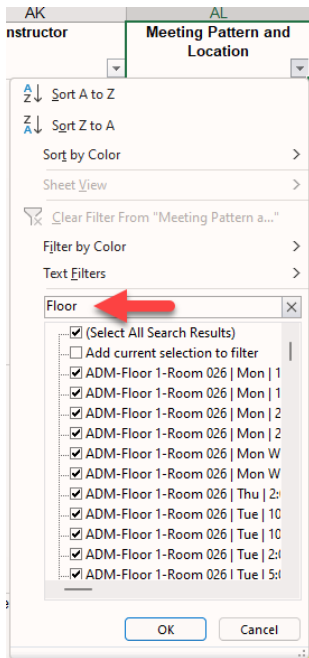 AK AL
nstructor
Meeting Pattern and
Location
Sort A to Z
Sort Z to A
Sort by Color
Sheet View
Clear Filter From "Meeting Pattern a..."
Filter by Color
Text Filters
Floor
(Select All Search Results)
Add current selection to filter
ADM-Floor 1-Room 026 | Mon | 1
ADM-Floor 1-Room 026 | Mon | 1
ADM-Floor 1-Room 026 | Mon | 2
ADM-Floor 1-Room 026 | Mon | 2
ADM-Floor 1-Room 026 | Mon W
ADM-Floor 1-Room 026 | Mon W
ADM-Floor 1-Room 026 | Thu | 2:
ADM-Floor 1-Room 026 | Tue | 10
ADM-Floor 1-Room 026 | Tue | 10
ADM-Floor 1-Room 026 | Tue | 2:
ADM-Floor 1-Room 026 | Tue | 5:
OK Cancel